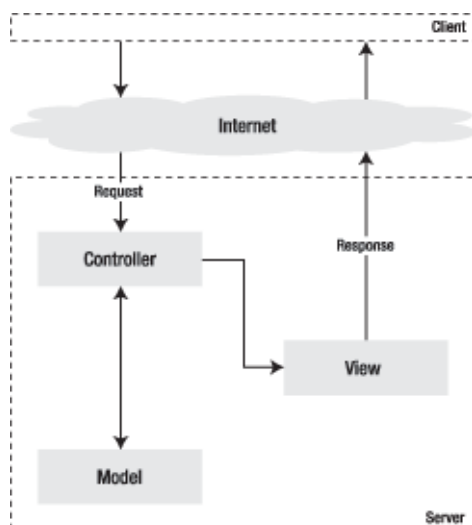 Client
Internet
Request
Controller
Response
View
Model
Server